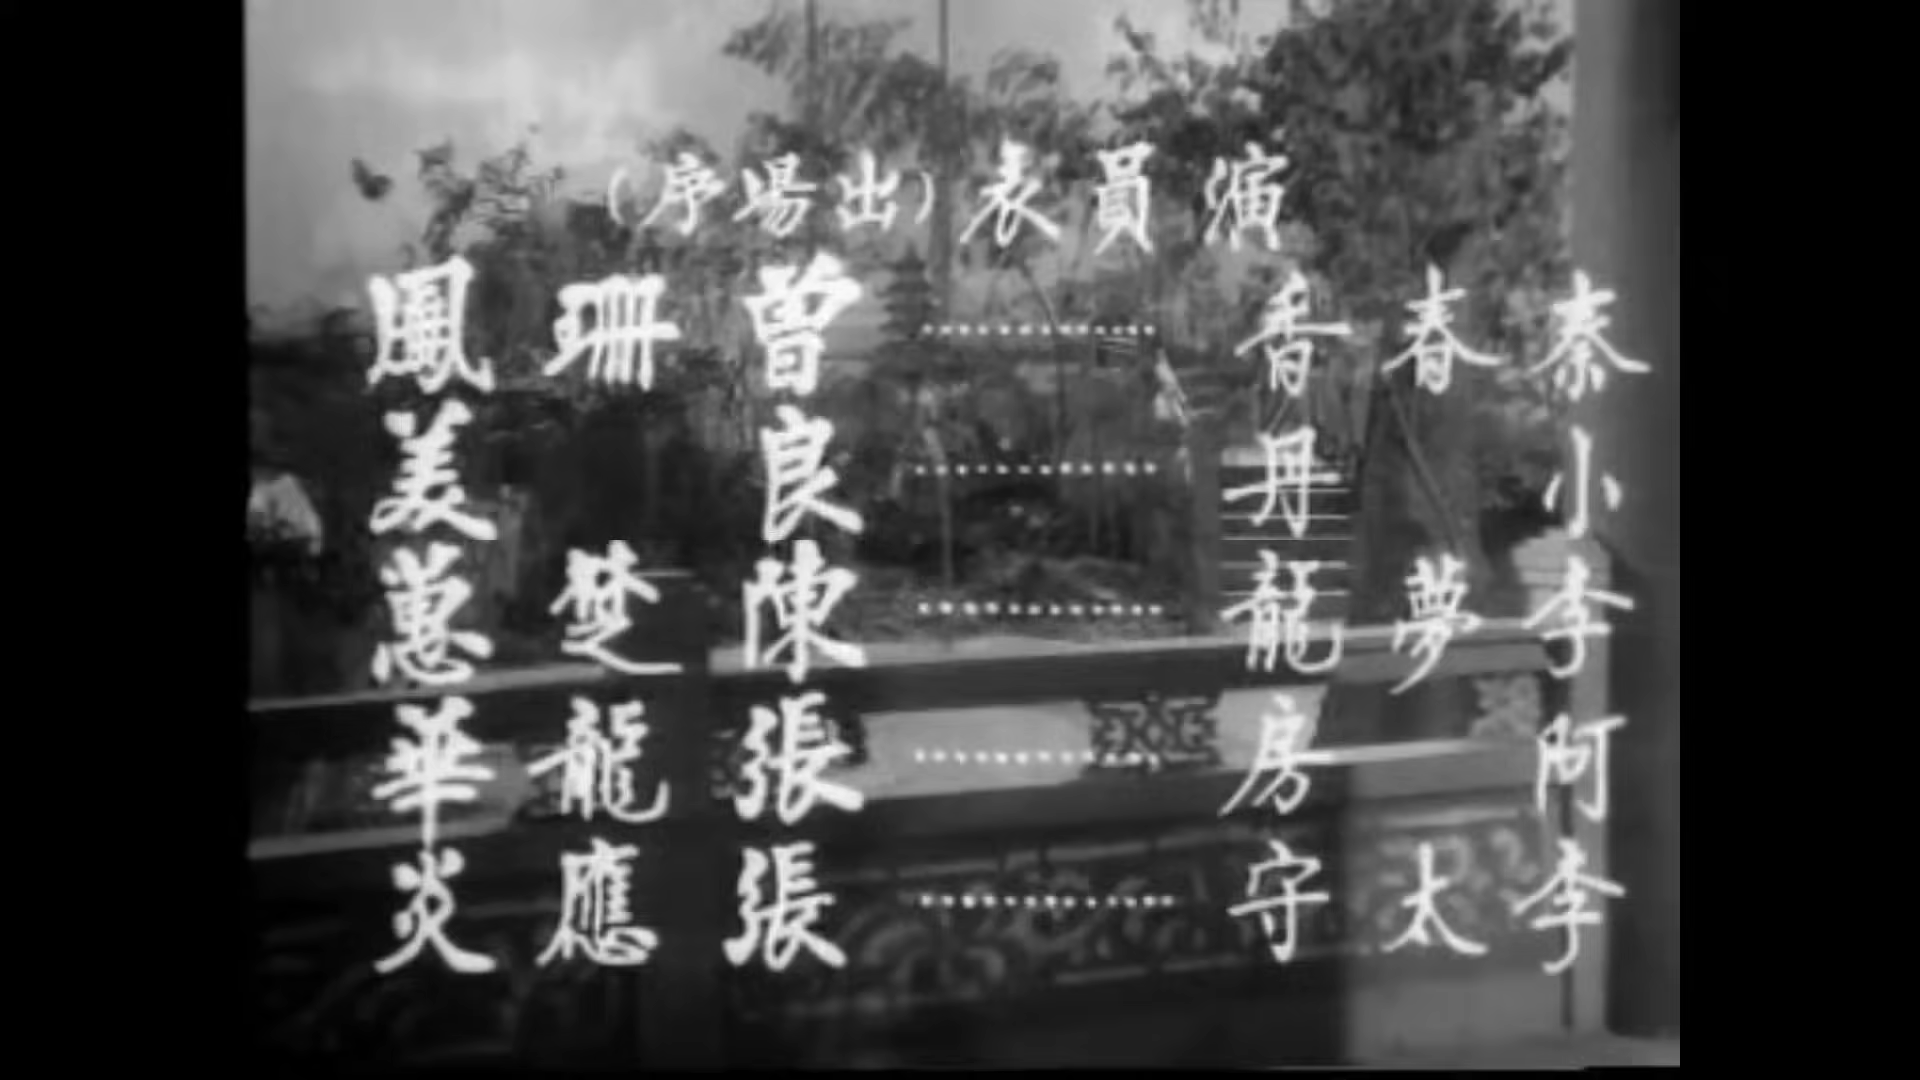 演員表(出場序)
秦春香............曾珊鳳
小丹............良美
李夢龍............陳楚蕙
阿房............張龍華
李太守............張應炎